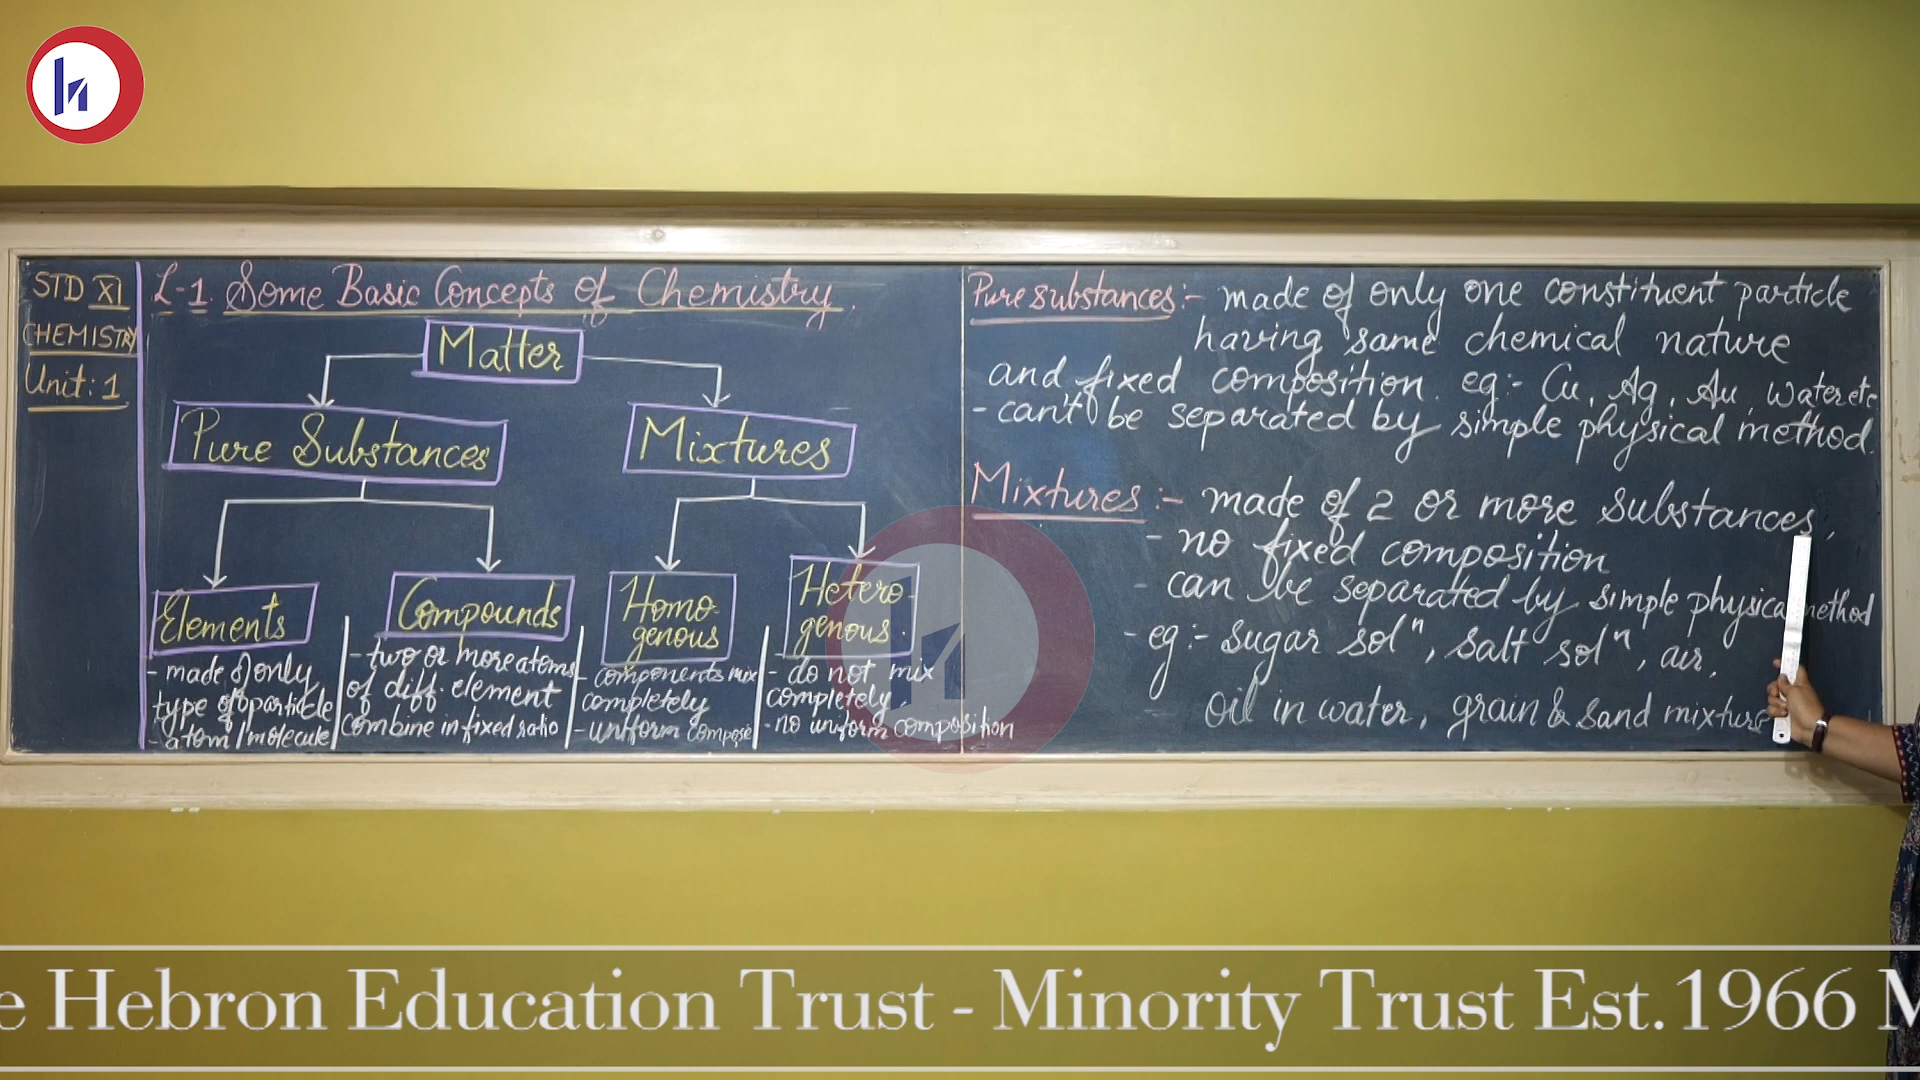 STD XI
CHEMISTRY
Unit: 1
L-1. Some Basic Concepts of Chemistry.
Matter
Pure Substances
Mixtures
Elements
- made of only
type of particle
- atom/molecule
Compounds
- two or more atoms
of diff. element
combine in fixed ratio
Homo-
genous
- components mix
completely
- uniform compos
Hetero-
genous.
- do not mix
completely.
- no uniform composition
Pure substances:- made of only one constituent particle
having same chemical nature
and fixed composition. eg:- Cu, Ag, Au, water etc.
- can't be separated by simple physical method.
Mixtures:- made of 2 or more substances,
- no fixed composition
- can be separated by simple physica method
- eg:- Sugar solⁿ, Salt solⁿ, air,
oil in water, grain & sand mixture
e Hebron Education Trust - Minority Trust Est.1966 M